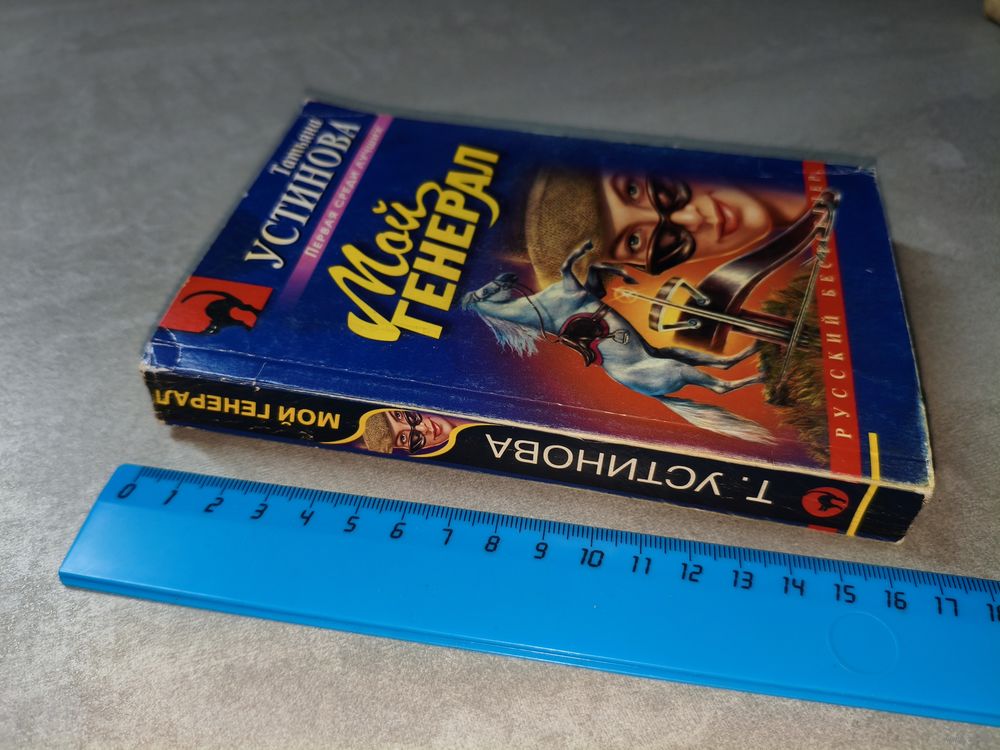 Татьяна
УСТИНОВА
ПЕРВАЯ СРЕДИ ЛУЧШИХ
Мой
ГЕНЕРАЛ
РУССКИЙ БЕСТСЕЛЛЕР
Т. УСТИНОВА
МОЙ ГЕНЕРАЛ
0 1 2 3 4 5 6 7 8 9 10 11 12 13 14 15 16 17 18